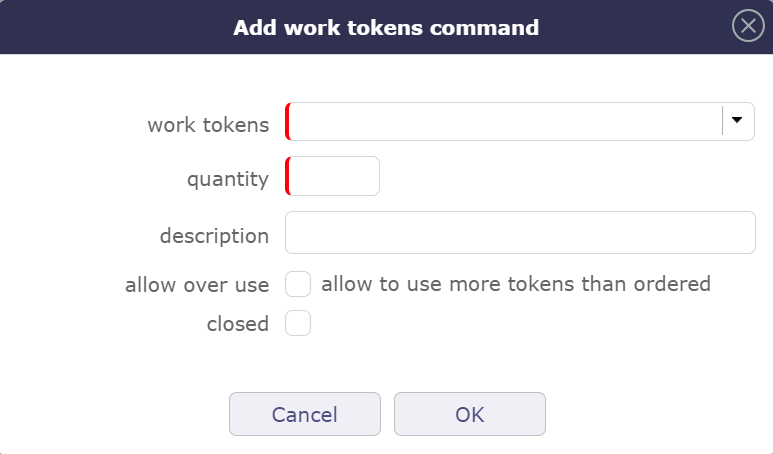 Add work tokens command
work tokens
quantity
description
allow over use allow to use more tokens than ordered
closed
Cancel OK